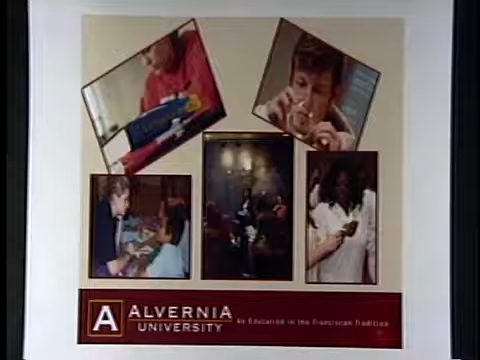 A
ALVERNIA
UNIVERSITY
An Education in the Franciscan Tradition